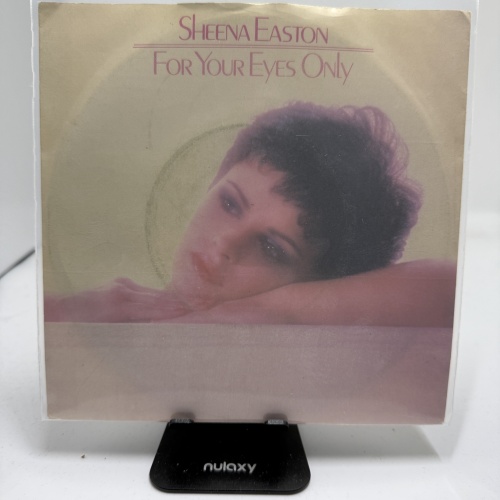 Sheena Easton
For Your Eyes Only
nulaxy